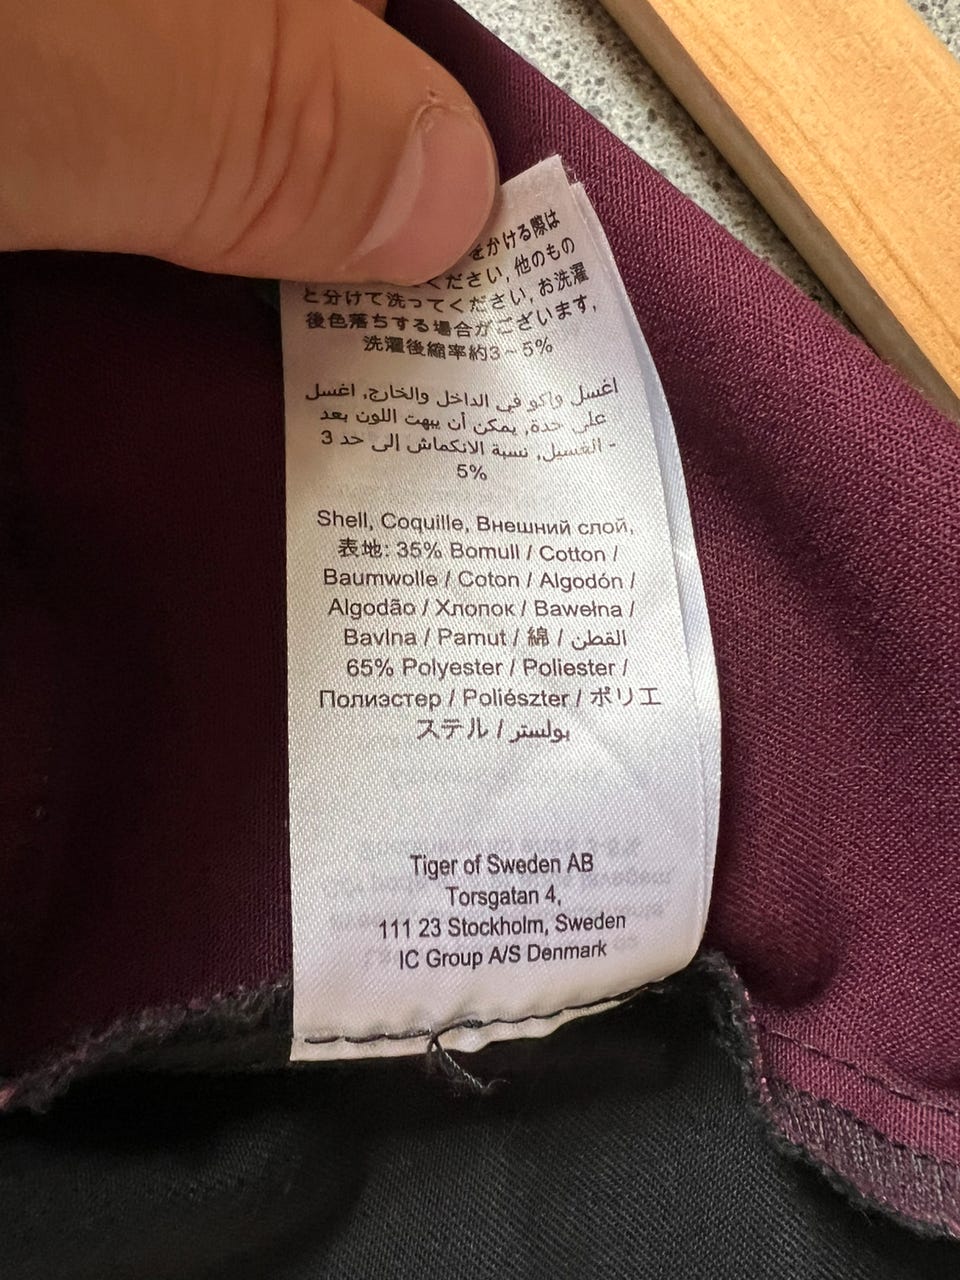 をかける際は
ください, 他のもの
と分けて洗ってください, お洗濯
後色落ちする場合がございます,
洗濯後縮率約3～5%
اغسل واكو في الداخل والخارج, اغسل
على حدة, يمكن أن يبهت اللون بعد
الغسيل, نسبة الانكماش إلى حد 3 -
5%
Shell, Coquille, Внешний слой,
表地: 35% Bomull / Cotton /
Baumwolle / Coton / Algodón /
Algodão / Хлопок / Bawełna /
Bavlna / Pamut / 綿 / القطن
65% Polyester / Poliester /
Полиэстер / Poliészter / ポリエ
ステル / بولستر
Tiger of Sweden AB
Torsgatan 4,
111 23 Stockholm, Sweden
IC Group A/S Denmark